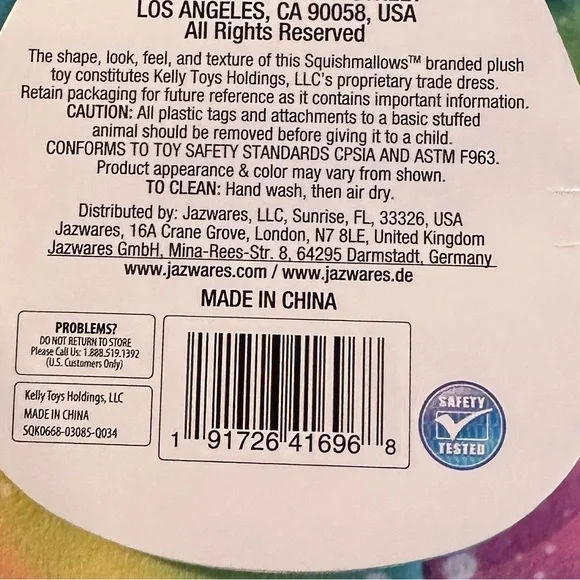 LOS ANGELES, CA 90058, USA
All Rights Reserved
The shape, look, feel, and texture of this Squishmallows™ branded plush
toy constitutes Kelly Toys Holdings, LLC's proprietary trade dress.
Retain packaging for future reference as it contains important information.
CAUTION: All plastic tags and attachments to a basic stuffed
animal should be removed before giving it to a child.
CONFORMS TO TOY SAFETY STANDARDS CPSIA AND ASTM F963.
Product appearance & color may vary from shown.
TO CLEAN: Hand wash, then air dry.
Distributed by: Jazwares, LLC, Sunrise, FL, 33326, USA
Jazwares, 16A Crane Grove, London, N7 8LE, United Kingdom
Jazwares GmbH, Mina-Rees-Str. 8, 64295 Darmstadt, Germany
www.jazwares.com / www.jazwares.de
MADE IN CHINA
PROBLEMS?
DO NOT RETURN TO STORE
Please Call Us: 1.888.519.1392
(U.S. Customers Only)
Kelly Toys Holdings, LLC
MADE IN CHINA
SQK0668-03085-Q034
1 91726 41696 8
SAFETY
TESTED